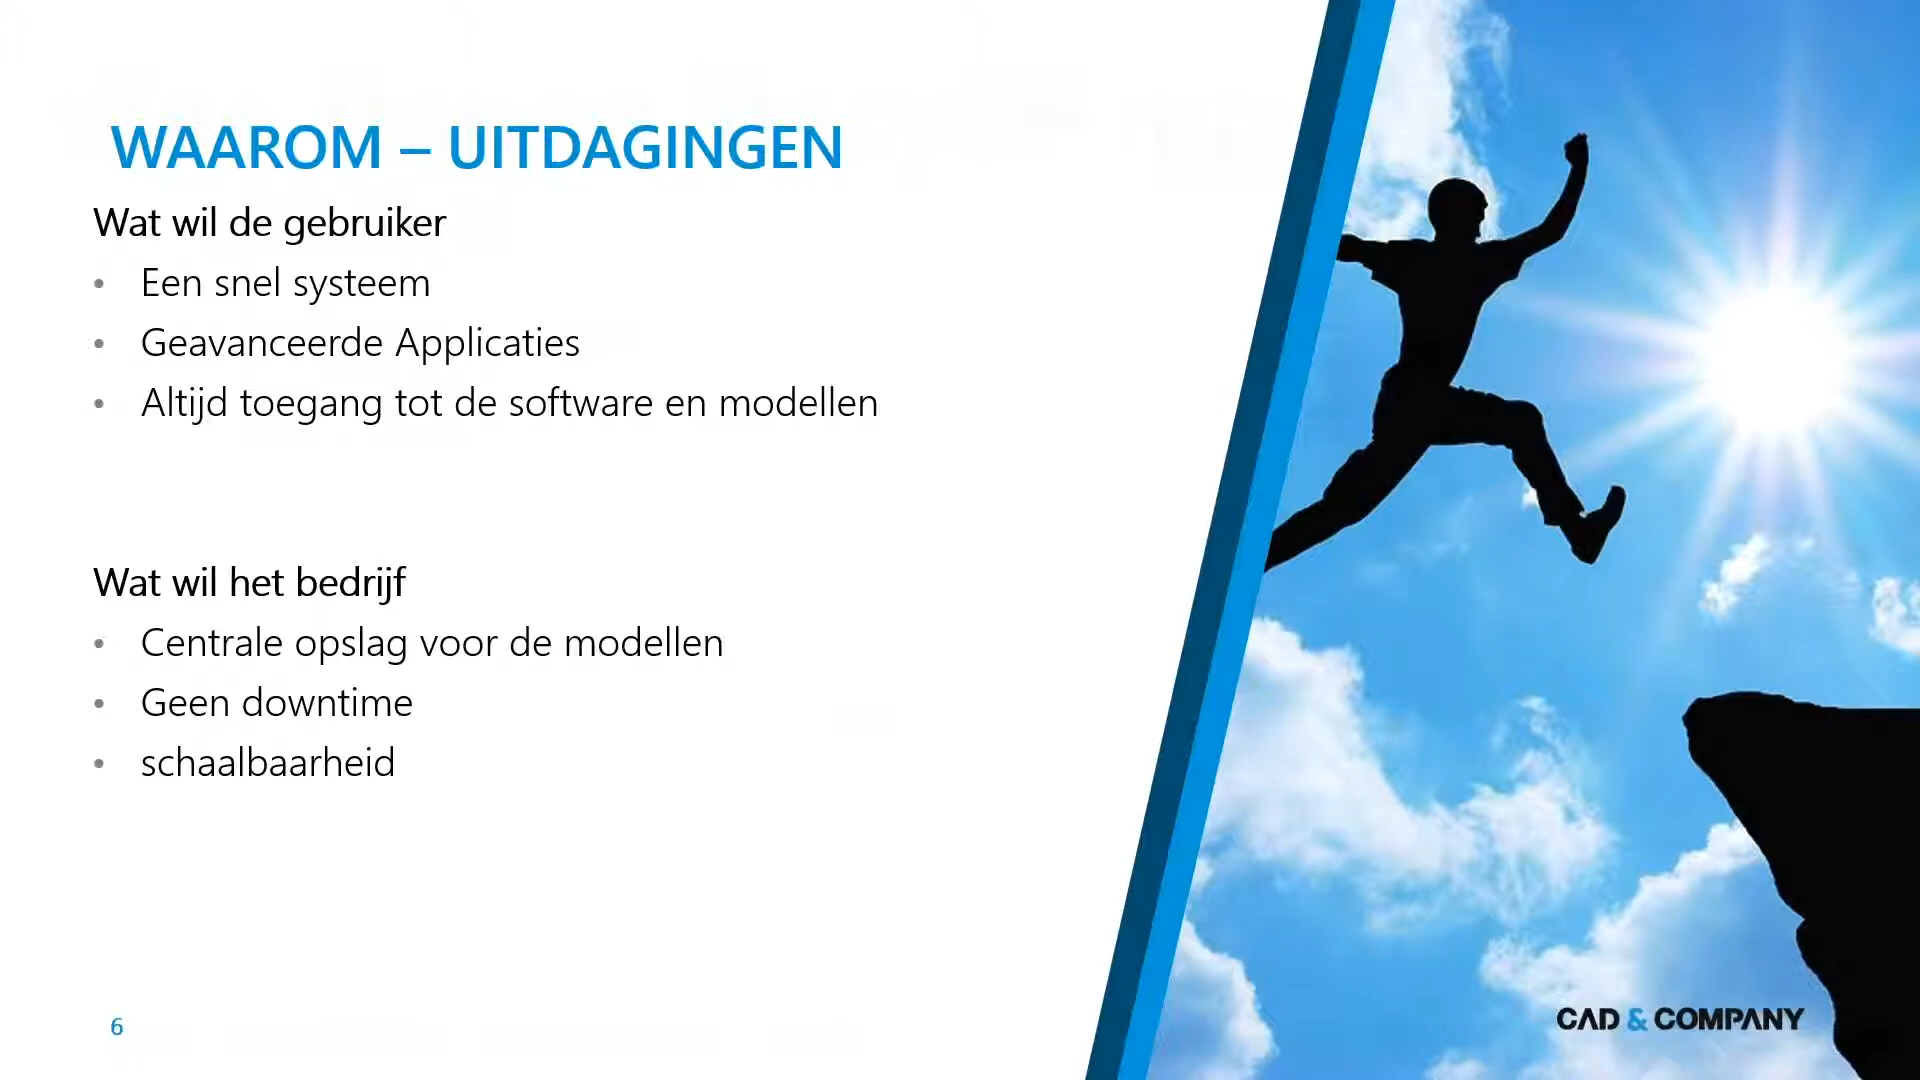 WAAROM – UITDAGINGEN
Wat wil de gebruiker
• Een snel systeem
• Geavanceerde Applicaties
• Altijd toegang tot de software en modellen
Wat wil het bedrijf
• Centrale opslag voor de modellen
• Geen downtime
• schaalbaarheid
6
CAD & COMPANY